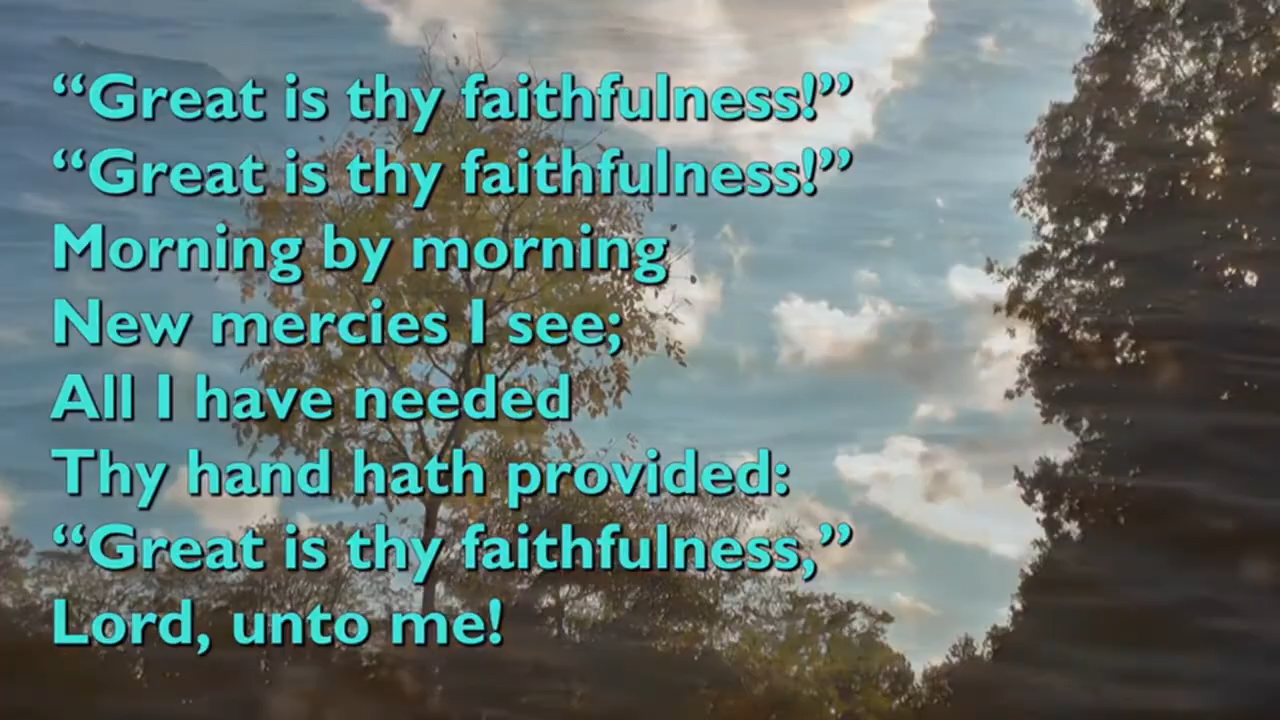 “Great is thy faithfulness!”
“Great is thy faithfulness!”
Morning by morning
New mercies I see;
All I have needed
Thy hand hath provided:
“Great is thy faithfulness,”
Lord, unto me!